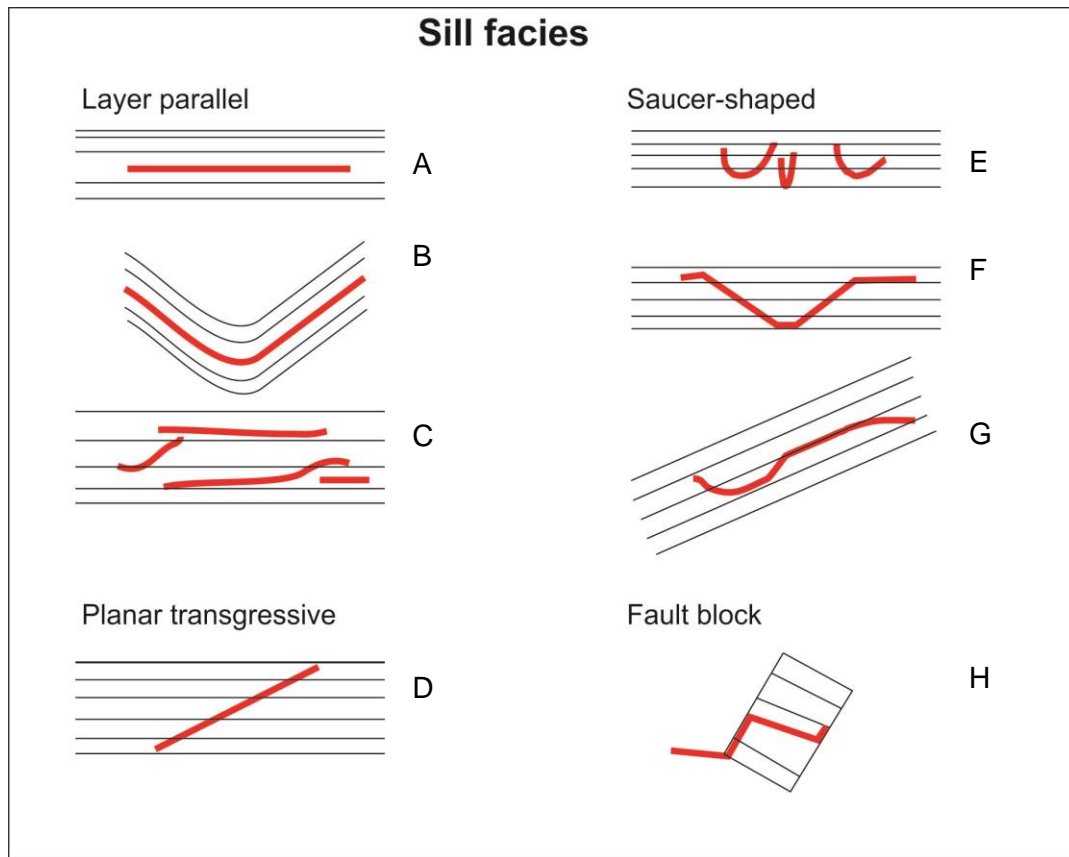 Sill facies
Layer parallel
A
B
C
Planar transgressive
D
Saucer-shaped
E
F
G
Fault block
H